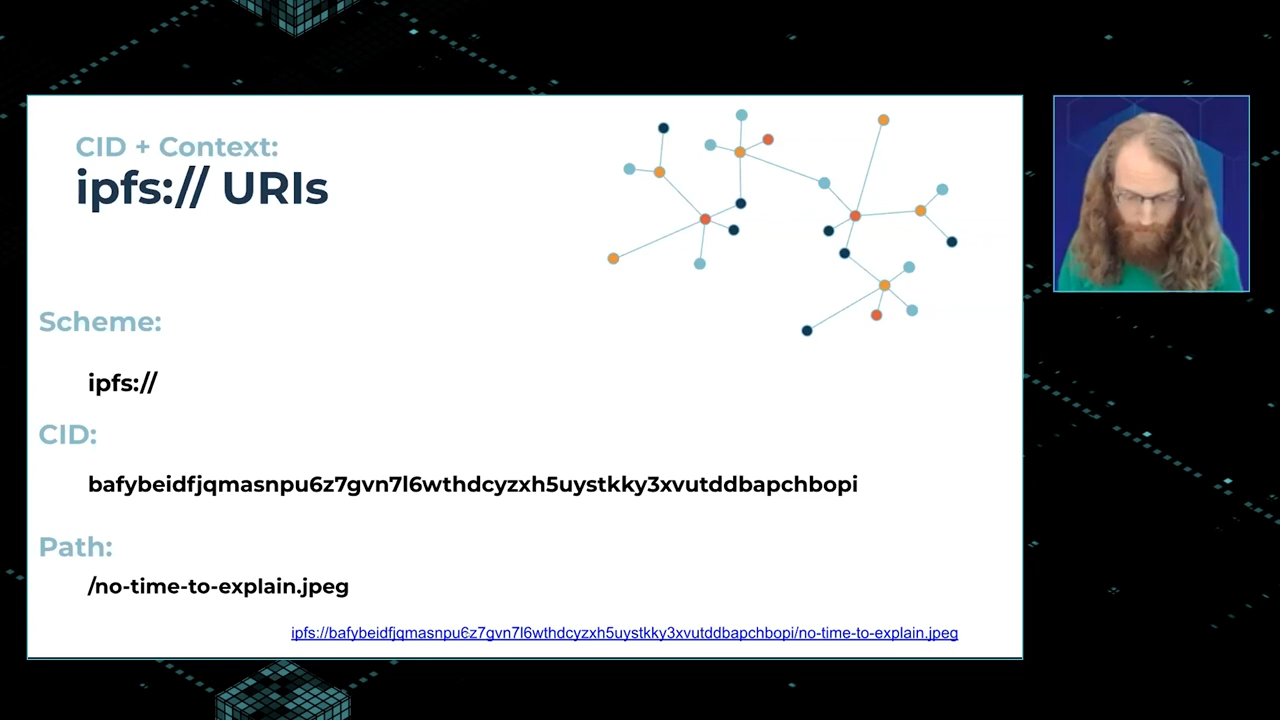 CID + Context:
ipfs:// URIs
Scheme:
ipfs://
CID:
bafybeidfjqmasnpu6z7gvn7l6wthdcyzxh5uystkky3xvutddbapchbopi
Path:
/no-time-to-explain.jpeg
ipfs://bafybeidfjqmasnpu6z7gvn7l6wthdcyzxh5uystkky3xvutddbapchbopi/no-time-to-explain.jpeg